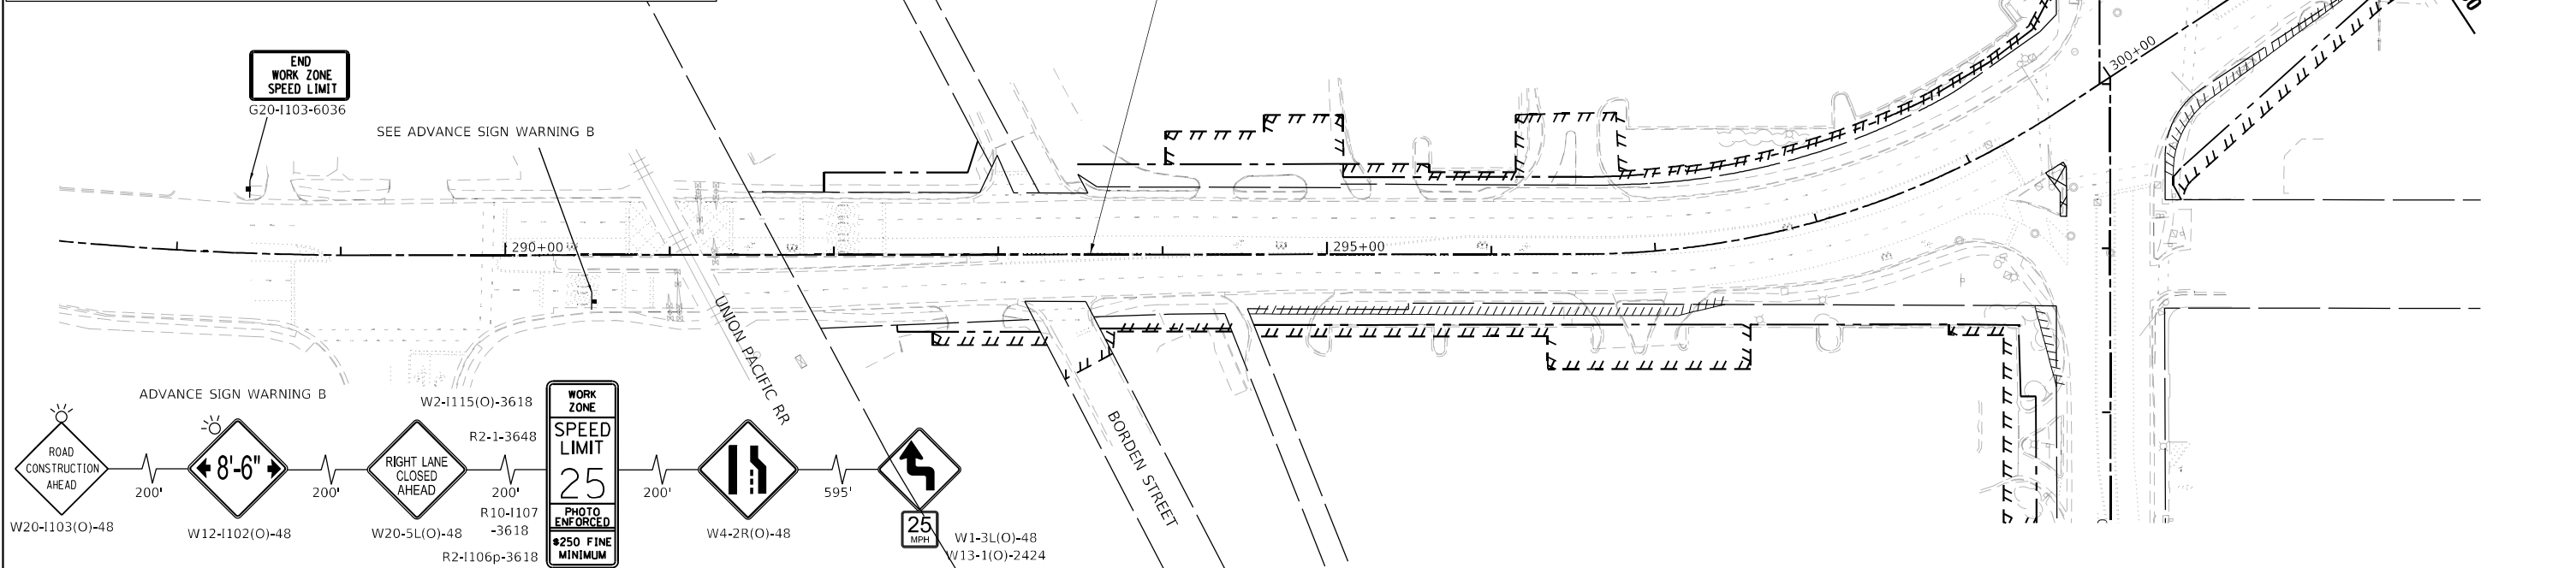 END
WORK ZONE
SPEED LIMIT
G20-I103-6036
SEE ADVANCE SIGN WARNING B
290+00
295+00
300+00
UNION PACIFIC RR
BORDEN STREET
ADVANCE SIGN WARNING B
ROAD
CONSTRUCTION
AHEAD
W20-I103(O)-48
200'
8'-6"
W12-I102(O)-48
200'
RIGHT LANE
CLOSED
AHEAD
W20-5L(O)-48
200'
W2-I115(O)-3618
R2-1-3648
R10-I107
-3618
R2-I106p-3618
WORK
ZONE
SPEED
LIMIT
25
PHOTO
ENFORCED
$250 FINE
MINIMUM
200'
W4-2R(O)-48
595'
25
MPH
W1-3L(O)-48
W13-1(O)-2424